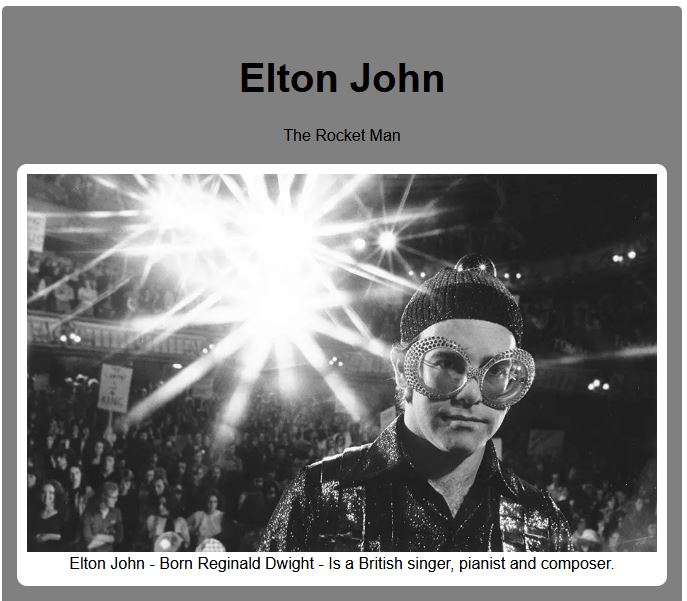 Elton John
The Rocket Man
KING
Elton John - Born Reginald Dwight - Is a British singer, pianist and composer.